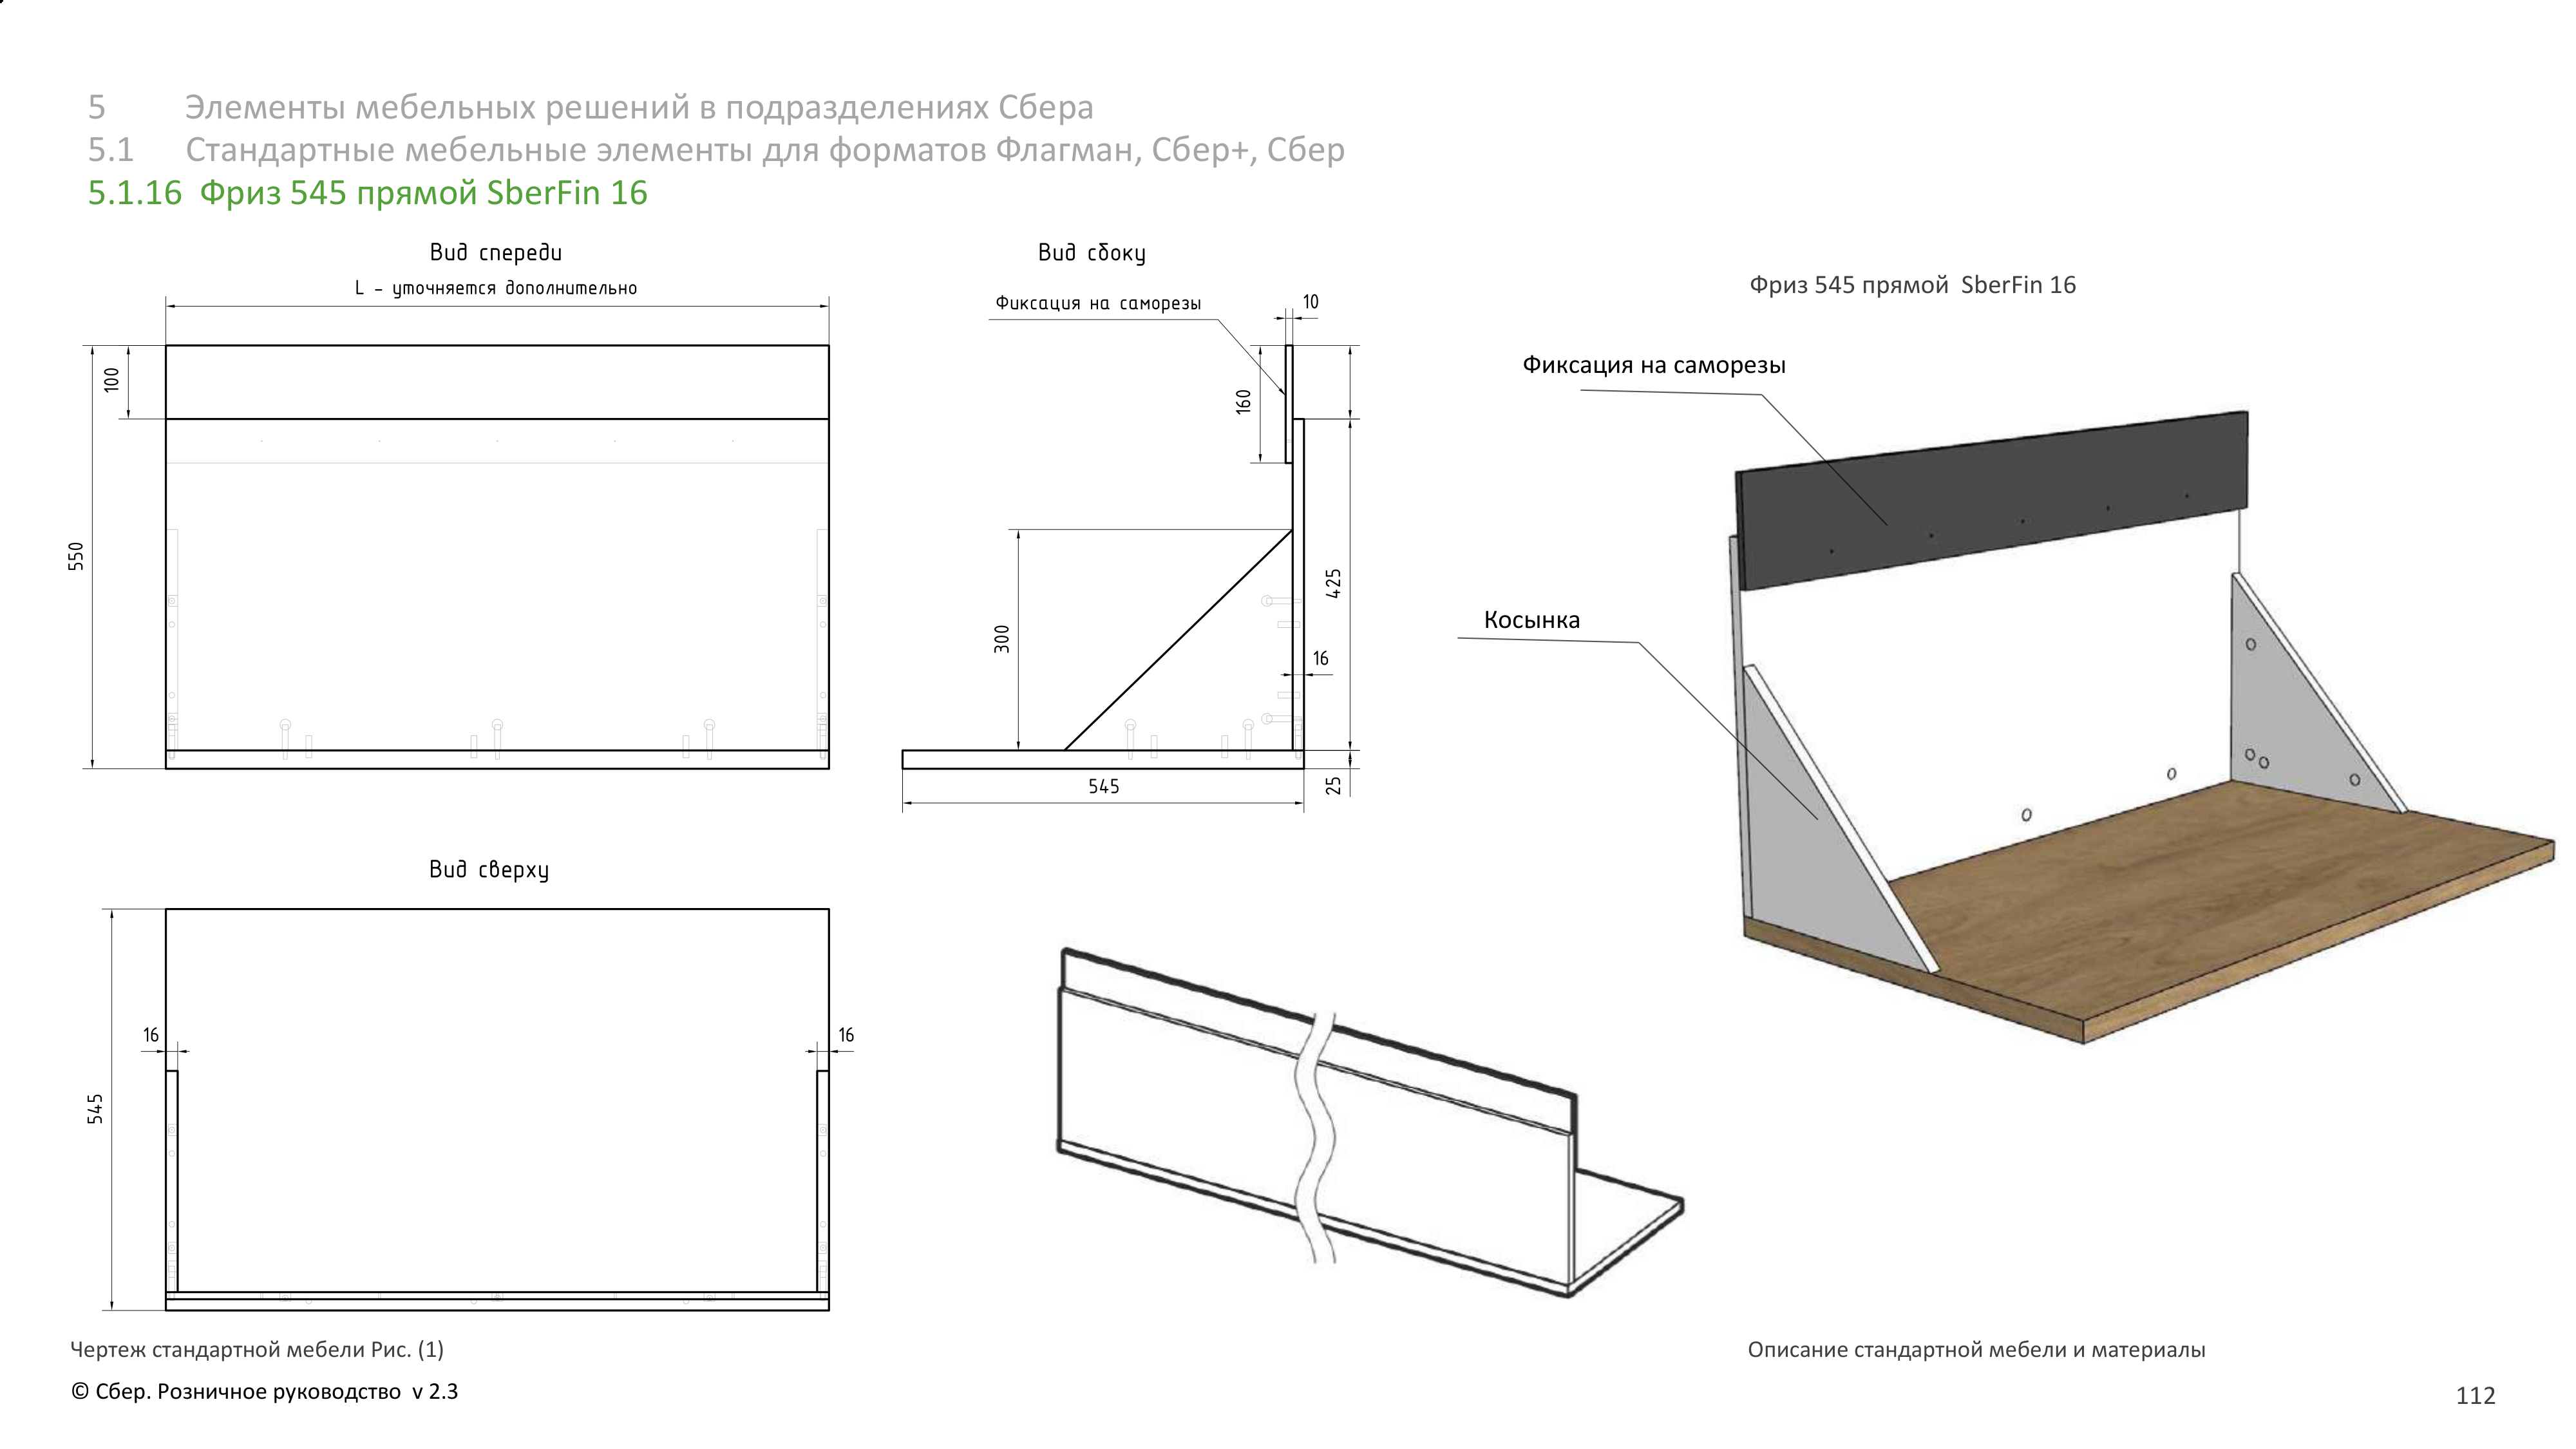 5 Элементы мебельных решений в подразделениях Сбера
5.1 Стандартные мебельные элементы для форматов Флагман, Сбер+, Сбер
5.1.16 Фриз 545 прямой SberFin 16
Вид спереди
L - уточняется дополнительно
100
550
Вид сбоку
Фиксация на саморезы
10
160
425
300
16
25
545
Фриз 545 прямой SberFin 16
Фиксация на саморезы
Косынка
Вид сверху
16
16
545
Чертеж стандартной мебели Рис. (1)
Описание стандартной мебели и материалы
© Сбер. Розничное руководство v 2.3
112